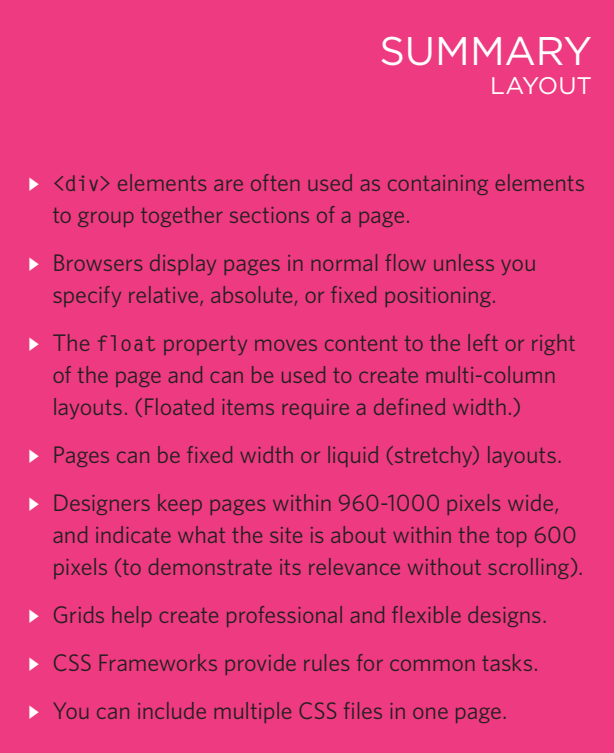 SUMMARY
LAYOUT
<div> elements are often used as containing elements
to group together sections of a page.
Browsers display pages in normal flow unless you
specify relative, absolute, or fixed positioning.
The float property moves content to the left or right
of the page and can be used to create multi-column
layouts. (Floated items require a defined width.)
Pages can be fixed width or liquid (stretchy) layouts.
Designers keep pages within 960-1000 pixels wide,
and indicate what the site is about within the top 600
pixels (to demonstrate its relevance without scrolling).
Grids help create professional and flexible designs.
CSS Frameworks provide rules for common tasks.
You can include multiple CSS files in one page.